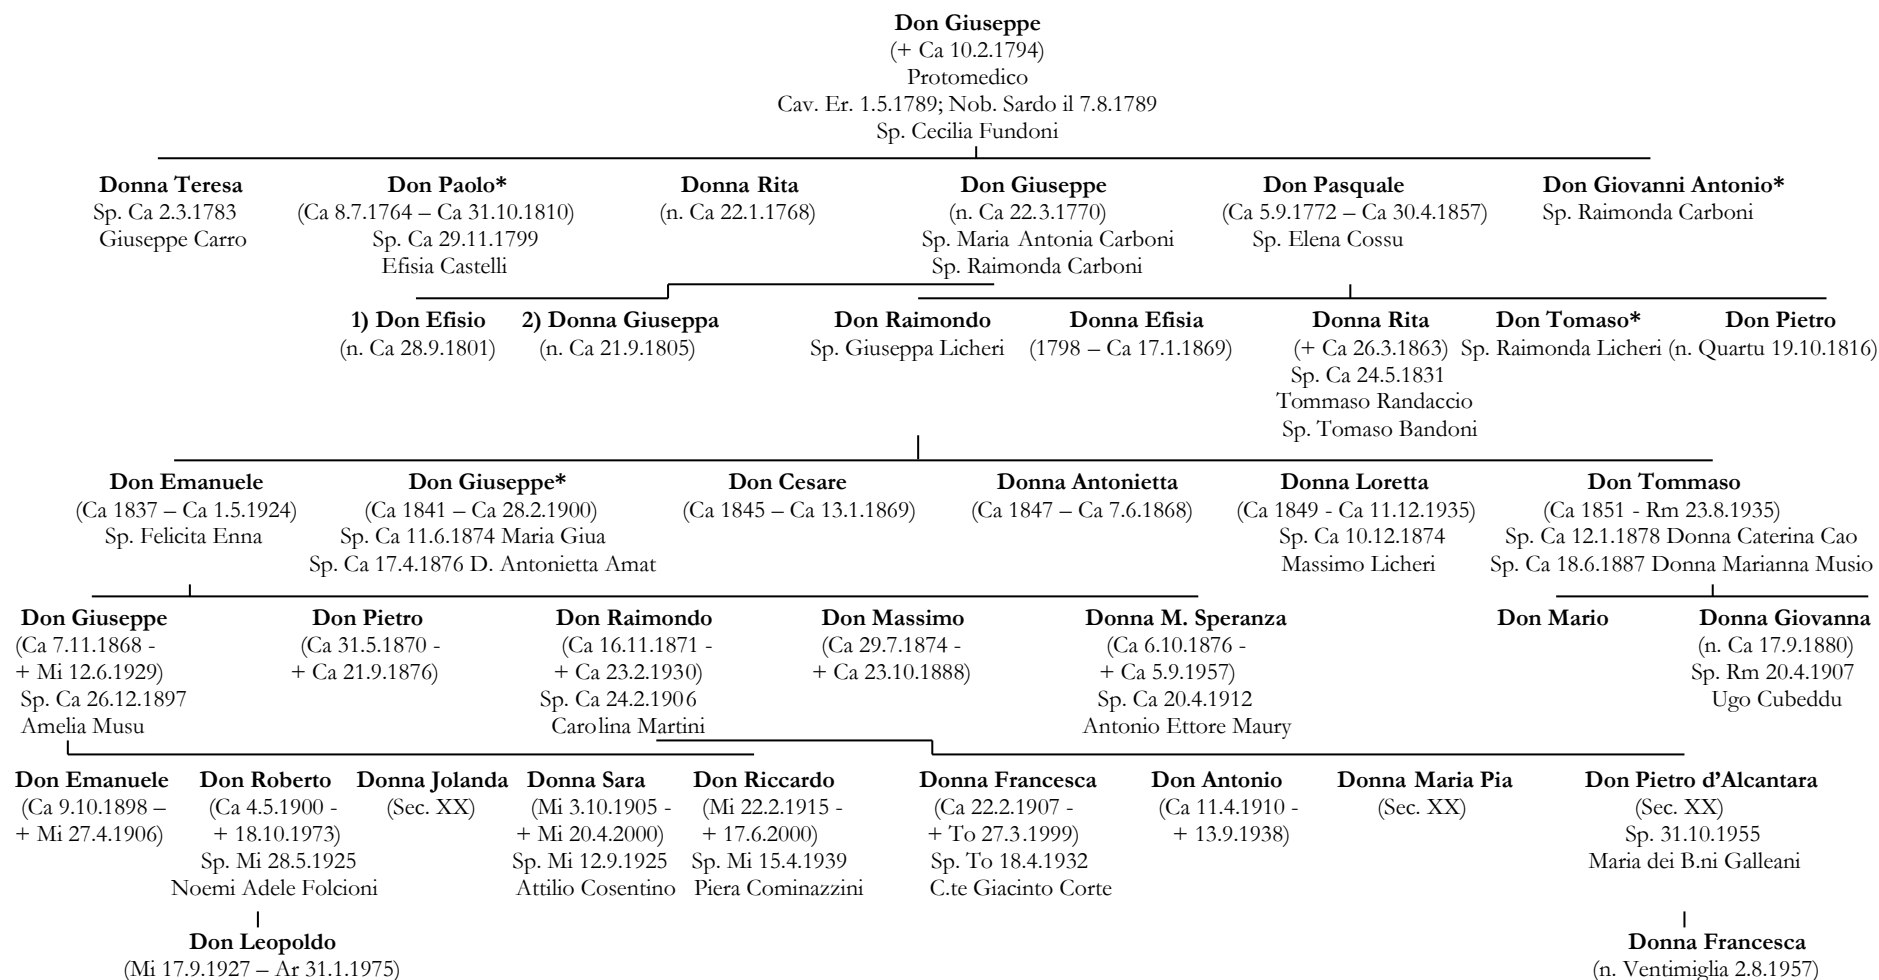 Don Giuseppe
(+ Ca 10.2.1794)
Protomedico
Cav. Er. 1.5.1789; Nob. Sardo il 7.8.1789
Sp. Cecilia Fundoni
Donna Teresa
Sp. Ca 2.3.1783
Giuseppe Carro
Don Paolo*
(Ca 8.7.1764 – Ca 31.10.1810)
Sp. Ca 29.11.1799
Efisia Castelli
Donna Rita
(n. Ca 22.1.1768)
Don Giuseppe
(n. Ca 22.3.1770)
Sp. Maria Antonia Carboni
Sp. Raimonda Carboni
Don Pasquale
(Ca 5.9.1772 – Ca 30.4.1857)
Sp. Elena Cossu
Don Giovanni Antonio*
Sp. Raimonda Carboni
1) Don Efisio
(n. Ca 28.9.1801)
2) Donna Giuseppa
(n. Ca 21.9.1805)
Don Raimondo
Sp. Giuseppa Licheri
Donna Efisia
(1798 – Ca 17.1.1869)
Donna Rita
(+ Ca 26.3.1863)
Sp. Ca 24.5.1831
Tommaso Randaccio
Sp. Tomaso Bandoni
Don Tomaso*
Sp. Raimonda Licheri
Don Pietro
(n. Quartu 19.10.1816)
Don Emanuele
(Ca 1837 – Ca 1.5.1924)
Sp. Felicita Enna
Don Giuseppe*
(Ca 1841 – Ca 28.2.1900)
Sp. Ca 11.6.1874 Maria Giua
Sp. Ca 17.4.1876 D. Antonietta Amat
Don Cesare
(Ca 1845 – Ca 13.1.1869)
Donna Antonietta
(Ca 1847 – Ca 7.6.1868)
Donna Loretta
(Ca 1849 - Ca 11.12.1935)
Sp. Ca 10.12.1874
Massimo Licheri
Don Tommaso
(Ca 1851 - Rm 23.8.1935)
Sp. Ca 12.1.1878 Donna Caterina Cao
Sp. Ca 18.6.1887 Donna Marianna Musio
Don Giuseppe
(Ca 7.11.1868 -
+ Mi 12.6.1929)
Sp. Ca 26.12.1897
Amelia Musu
Don Pietro
(Ca 31.5.1870 -
+ Ca 21.9.1876)
Don Raimondo
(Ca 16.11.1871 -
+ Ca 23.2.1930)
Sp. Ca 24.2.1906
Carolina Martini
Don Massimo
(Ca 29.7.1874 -
+ Ca 23.10.1888)
Donna M. Speranza
(Ca 6.10.1876 -
+ Ca 5.9.1957)
Sp. Ca 20.4.1912
Antonio Ettore Maury
Don Mario
Donna Giovanna
(n. Ca 17.9.1880)
Sp. Rm 20.4.1907
Ugo Cubeddu
Don Emanuele
(Ca 9.10.1898 –
+ Mi 27.4.1906)
Don Roberto
(Ca 4.5.1900 -
+ 18.10.1973)
Sp. Mi 28.5.1925
Noemi Adele Folcioni
Donna Jolanda
(Sec. XX)
Donna Sara
(Mi 3.10.1905 -
+ Mi 20.4.2000)
Sp. Mi 12.9.1925
Attilio Cosentino
Don Riccardo
(Mi 22.2.1915 -
+ 17.6.2000)
Sp. Mi 15.4.1939
Piera Cominazzini
Donna Francesca
(Ca 22.2.1907 -
+ To 27.3.1999)
Sp. To 18.4.1932
C.te Giacinto Corte
Don Antonio
(Ca 11.4.1910 -
+ 13.9.1938)
Donna Maria Pia
(Sec. XX)
Don Pietro d’Alcantara
(Sec. XX)
Sp. 31.10.1955
Maria dei B.ni Galleani
Don Leopoldo
(Mi 17.9.1927 – Ar 31.1.1975)
Donna Francesca
(n. Ventimiglia 2.8.1957)